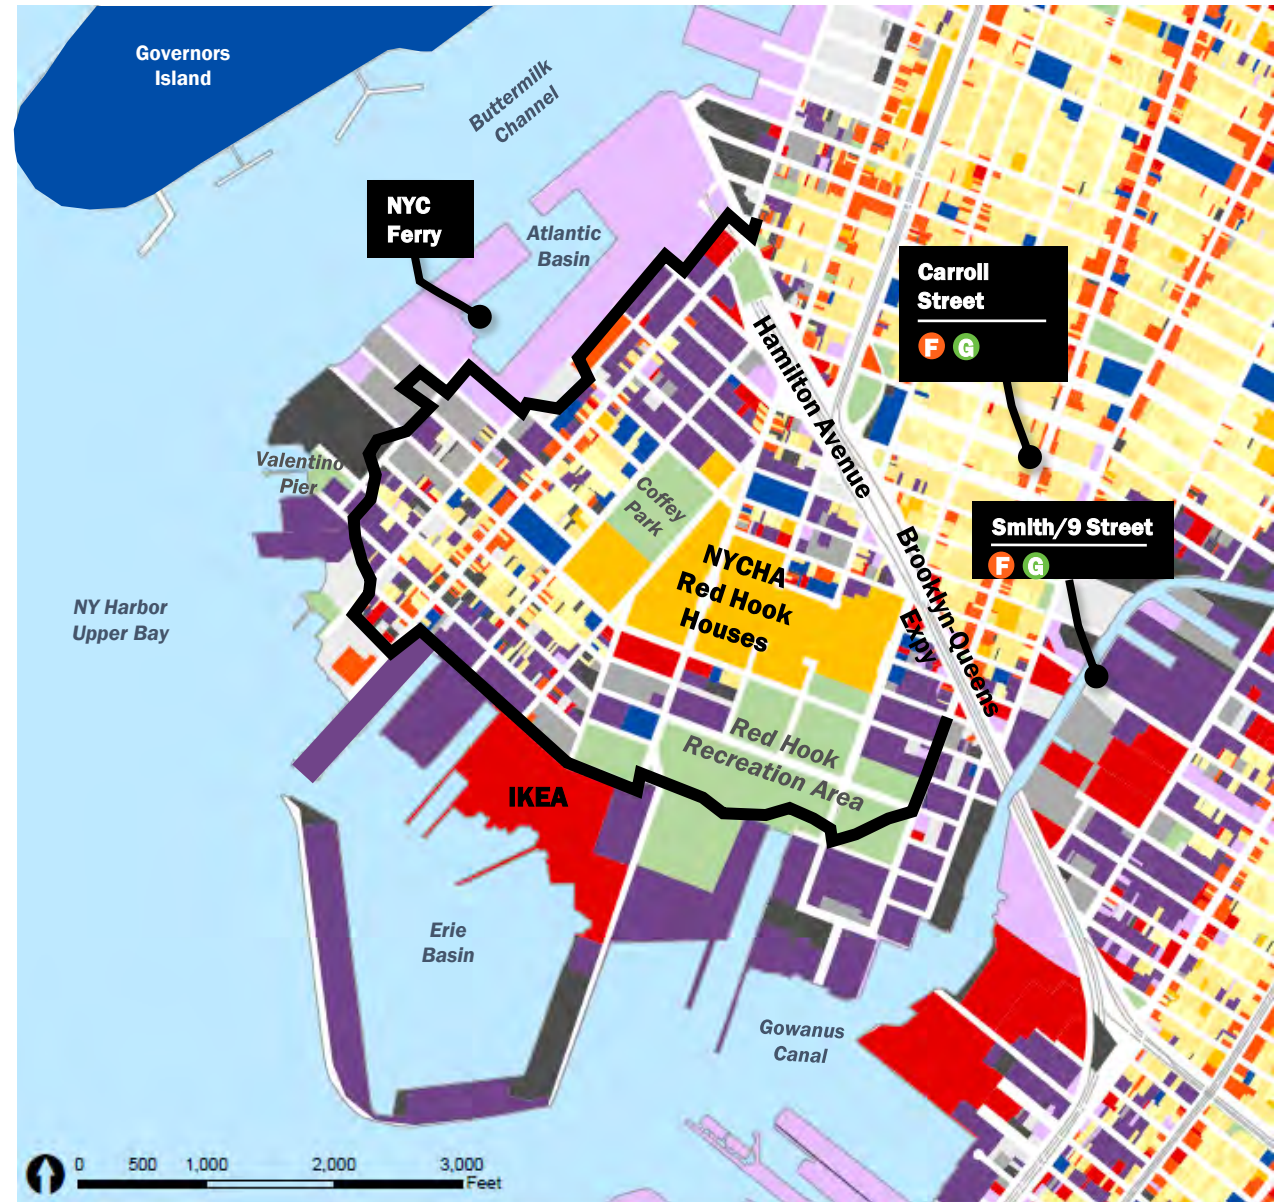 Governors
Island
Buttermilk
Channel
NYC
Ferry
Atlantic
Basin
Carroll
Street
F G
Hamilton Avenue
Valentino
Pier
Coffey
Park
Smith/9 Street
F G
NYCHA
Red Hook
Houses
Brooklyn-Queens
Expy
NY Harbor
Upper Bay
Red Hook
Recreation Area
IKEA
Erie
Basin
Gowanus
Canal
0 500 1,000 2,000 3,000
Feet